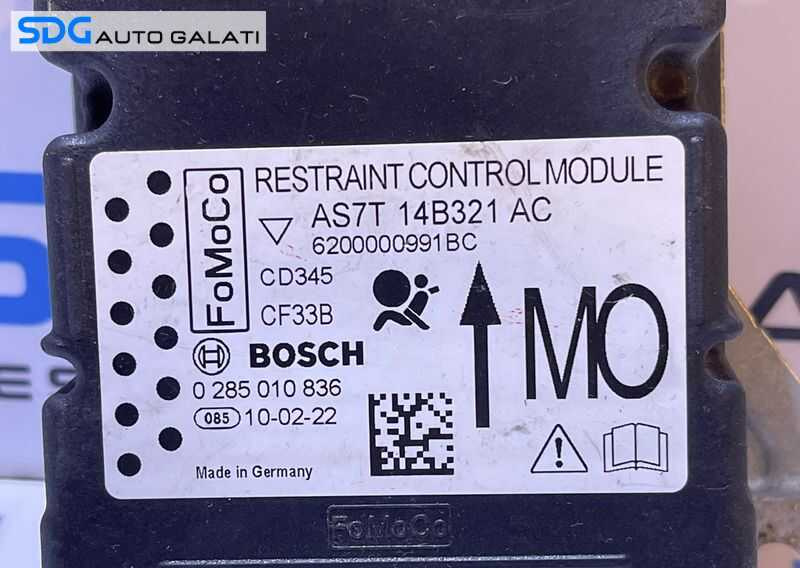 SDG AUTO GALATI
FoMoCo
RESTRAINT CONTROL MODULE
AS7T 14B321 AC
6200000991BC
CD345
CF33B
BOSCH
0 285 010 836
085 10-02-22
MO
Made in Germany
FoMoCo